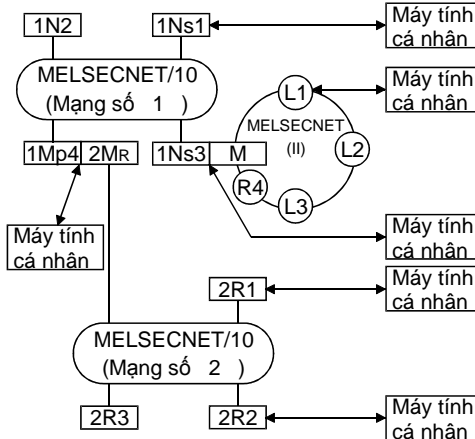 1N2
1Ns1
Máy tính
cá nhân
MELSECNET/10
(Mạng số 1 )
Máy tính
cá nhân
L1
MELSECNET
(II)
L2
1Mp4
2MR
1Ns3
M
R4
L3
Máy tính
cá nhân
Máy tính
cá nhân
2R1
Máy tính
cá nhân
MELSECNET/10
(Mạng số 2 )
2R3
2R2
Máy tính
cá nhân